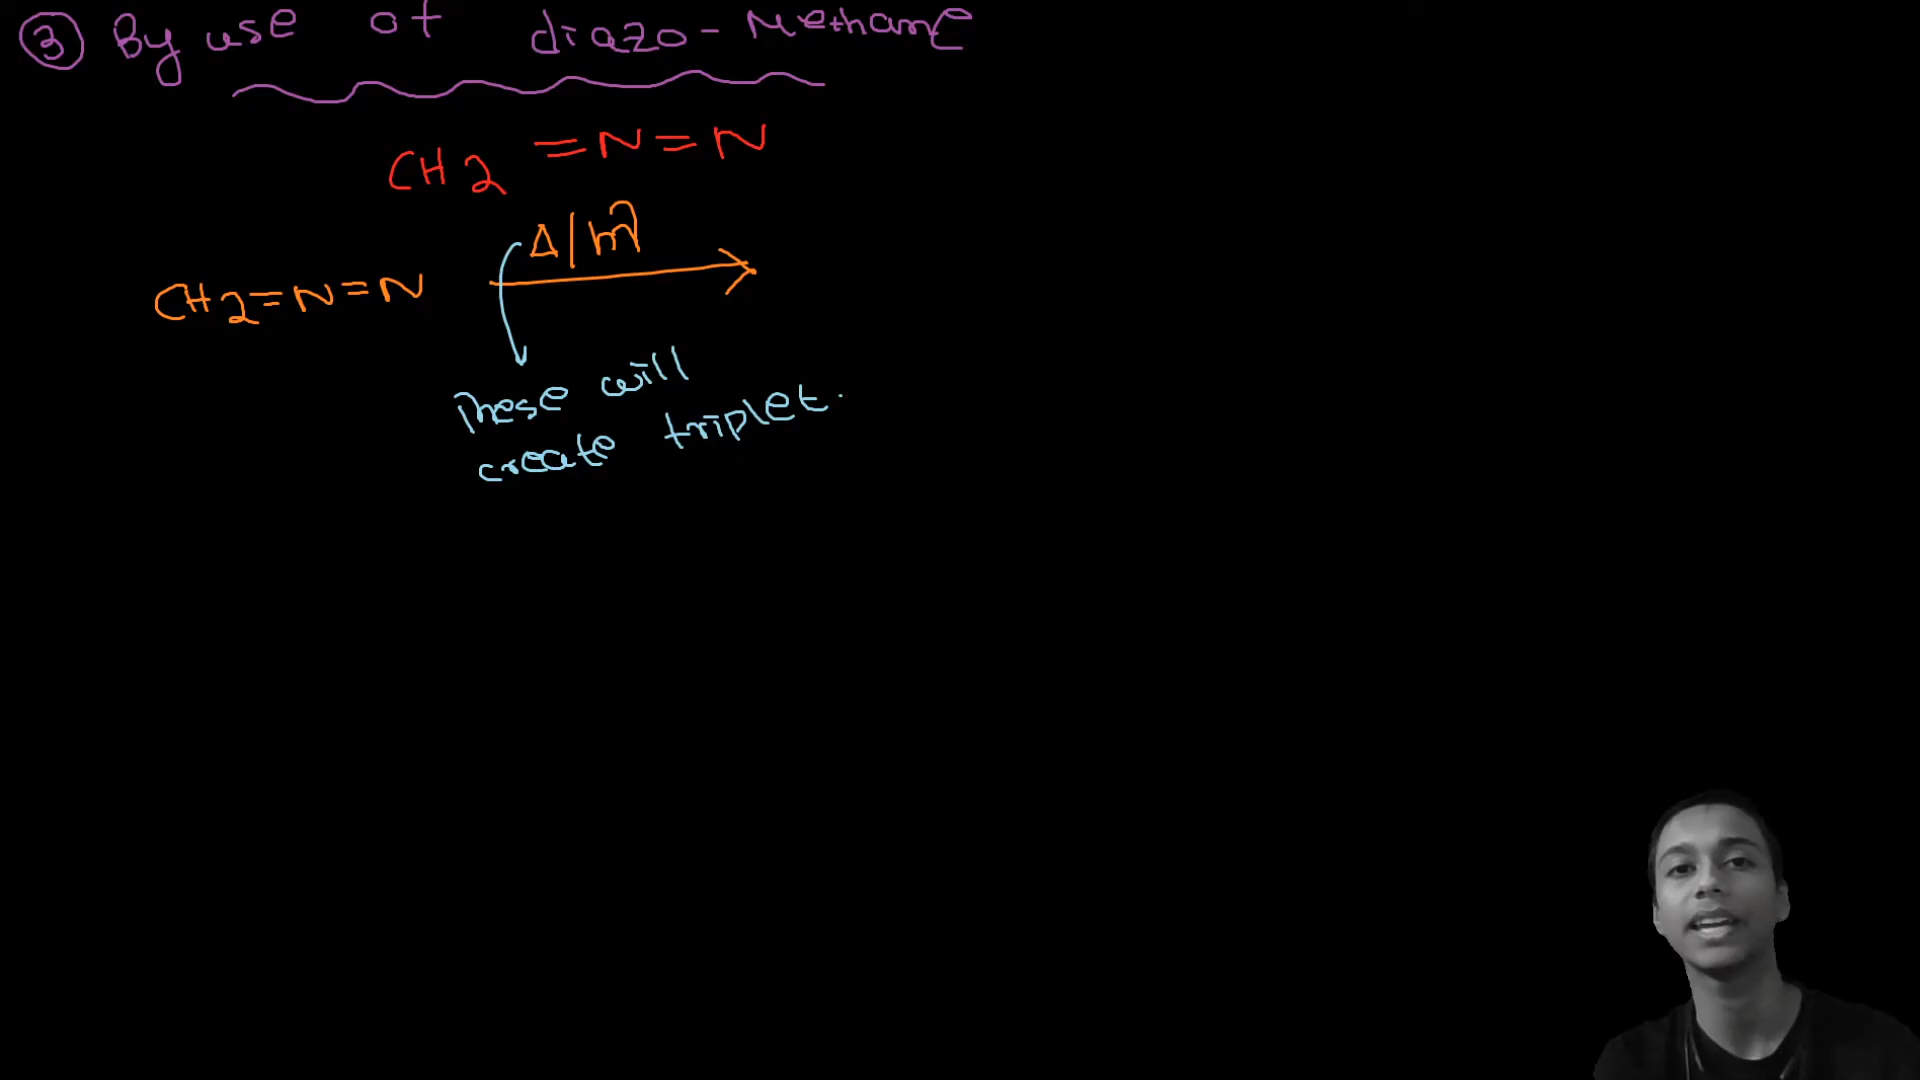 ③ By use of diazo-Methane
CH2=N=N
Δ/hν
CH2=N=N
These will
create triplet.